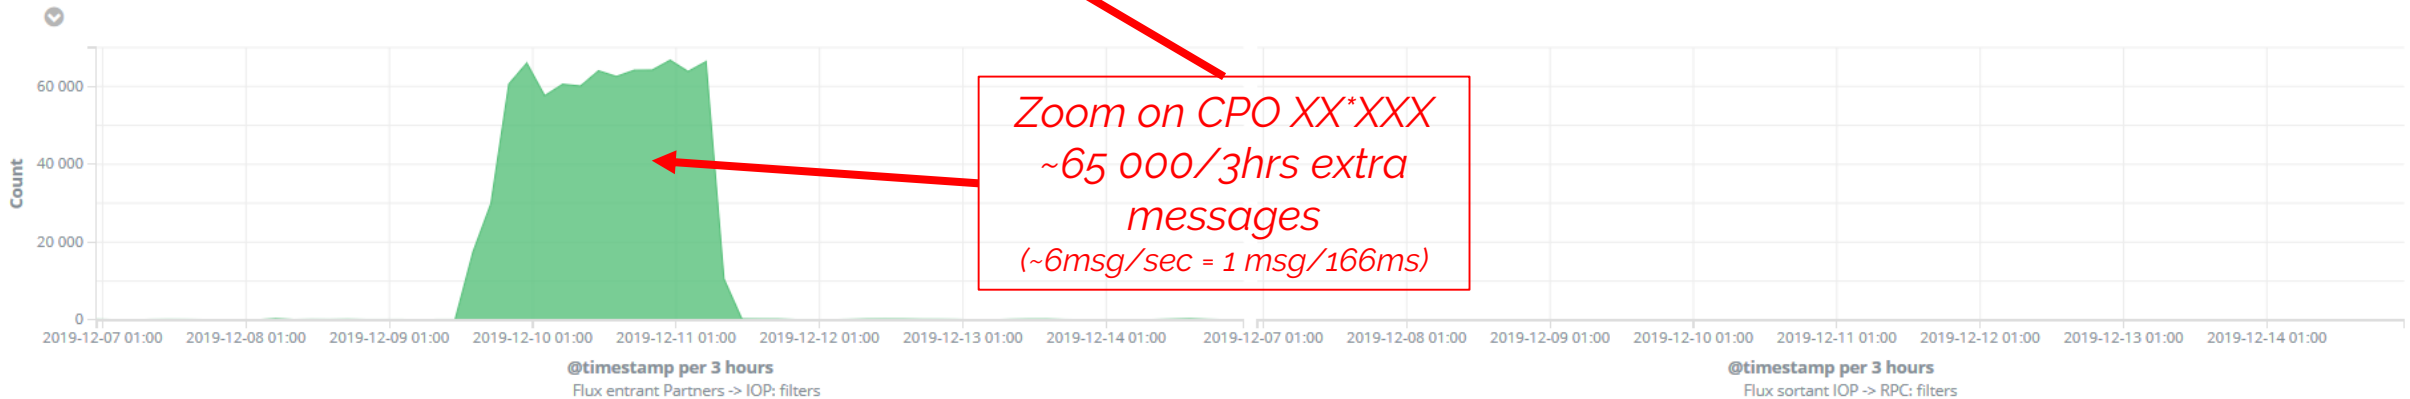 Zoom on CPO XX*XXX
~65 000/3hrs extra
messages
(~6msg/sec = 1 msg/166ms)
Count
60 000
40 000
20 000
0
2019-12-07 01:00 2019-12-08 01:00 2019-12-09 01:00 2019-12-10 01:00 2019-12-11 01:00 2019-12-12 01:00 2019-12-13 01:00 2019-12-14 01:00
@timestamp per 3 hours
Flux entrant Partners -> IOP: filters
2019-12-07 01:00 2019-12-08 01:00 2019-12-09 01:00 2019-12-10 01:00 2019-12-11 01:00 2019-12-12 01:00 2019-12-13 01:00 2019-12-14 01:00
@timestamp per 3 hours
Flux sortant IOP -> RPC: filters